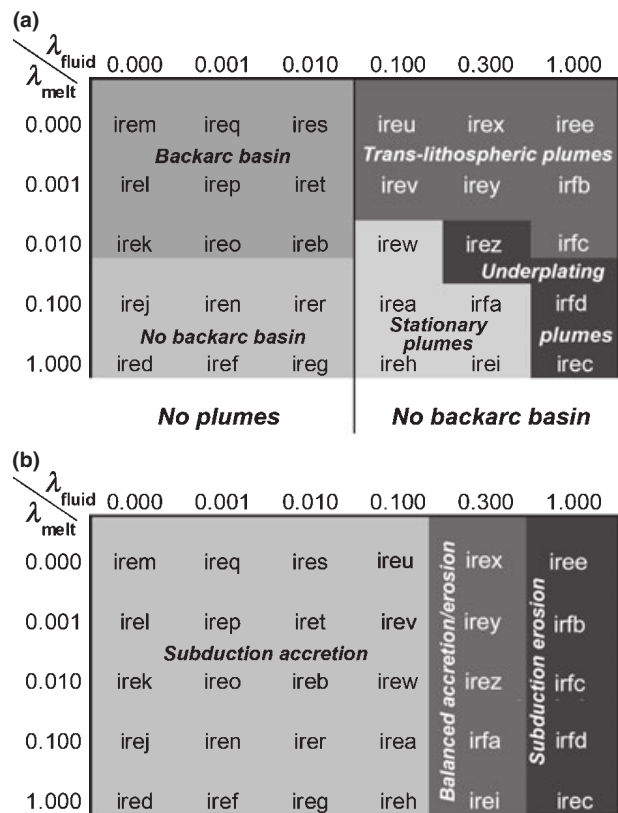 (a)
λfluid 0.000 0.001 0.010 0.100 0.300 1.000
λmelt
0.000 irem ireq ires ireu irex iree
Backarc basin Trans-lithospheric plumes
0.001 irel irep iret irev irey irfb
0.010 irek ireo ireb irew irez irfc
Underplating
0.100 irej iren irer irea irfa irfd
No backarc basin Stationary plumes plumes
1.000 ired iref ireg ireh irei irec
No plumes No backarc basin
(b)
λfluid 0.000 0.001 0.010 0.100 0.300 1.000
λmelt
0.000 irem ireq ires ireu irex iree
0.001 irel irep iret irev irey irfb
Subduction accretion
0.010 irek ireo ireb irew irez irfc
0.100 irej iren irer irea irfa irfd
1.000 ired iref ireg ireh irei irec
Balanced accretion/erosion
Subduction erosion